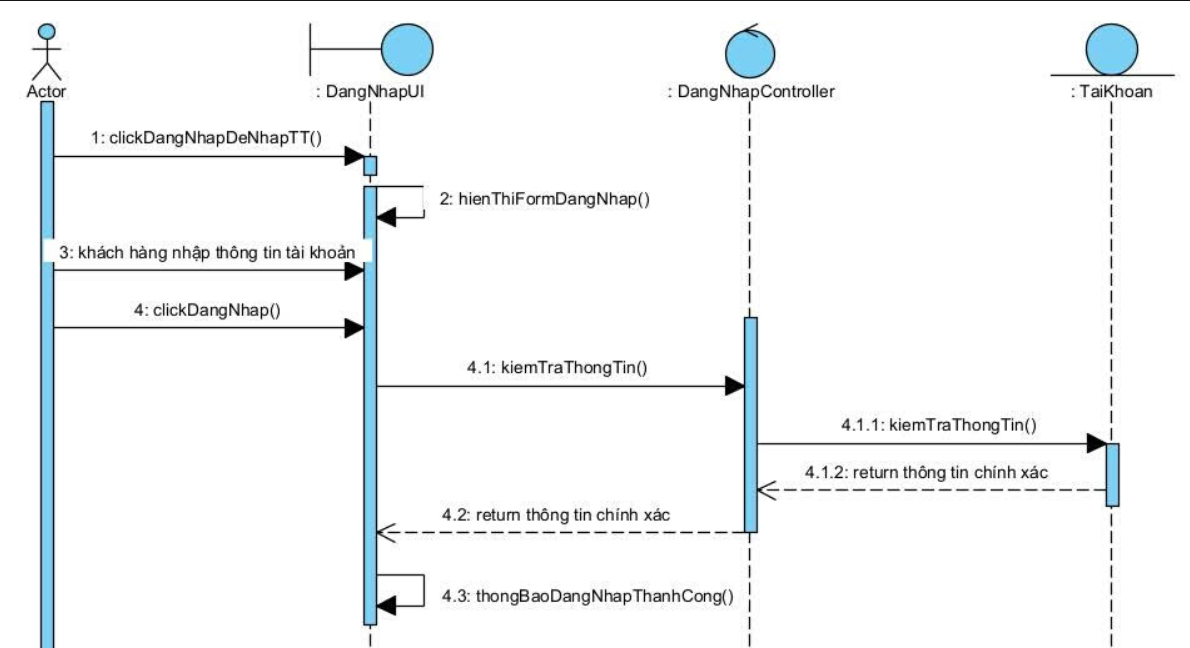 Actor
: DangNhapUI
: DangNhapController
: TaiKhoan
1: clickDangNhapDeNhapTT()
2: hienThiFormDangNhap()
3: khách hàng nhập thông tin tài khoản
4: clickDangNhap()
4.1: kiemTraThongTin()
4.1.1: kiemTraThongTin()
4.1.2: return thông tin chính xác
4.2: return thông tin chính xác
4.3: thongBaoDangNhapThanhCong()